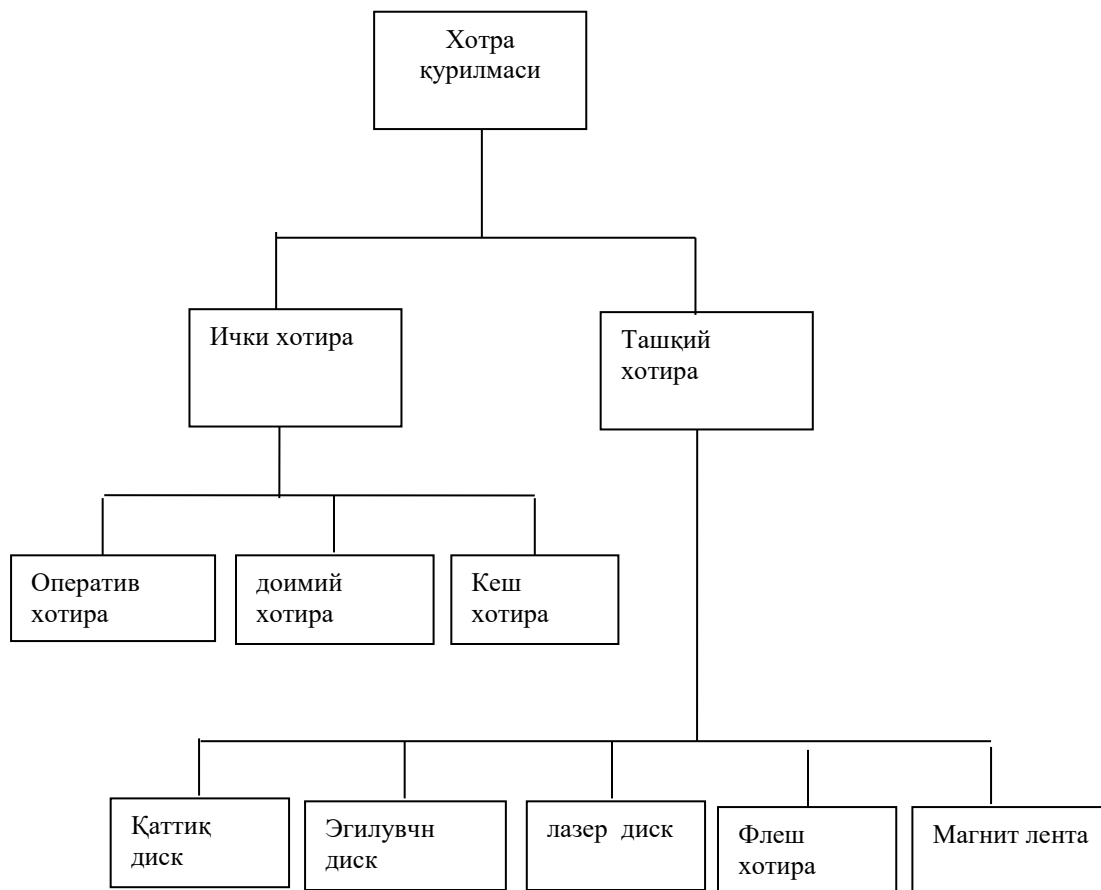 Хотра
қурилмаси
Ички хотира
Ташқий
хотира
Оператив
хотира
доимий
хотира
Кеш
хотира
Қаттиқ
диск
Эгилувчн
диск
лазер диск
Флеш
хотира
Магнит лента